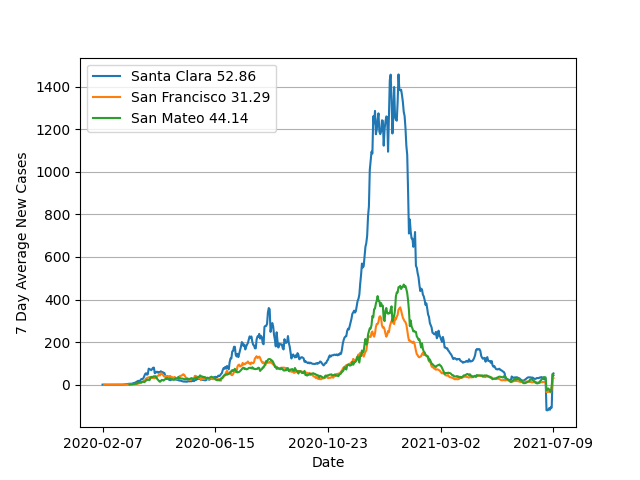 Santa Clara 52.86
San Francisco 31.29
San Mateo 44.14
1400
1200
1000
800
600
400
200
0
7 Day Average New Cases
2020-02-07 2020-06-15 2020-10-23 2021-03-02 2021-07-09
Date